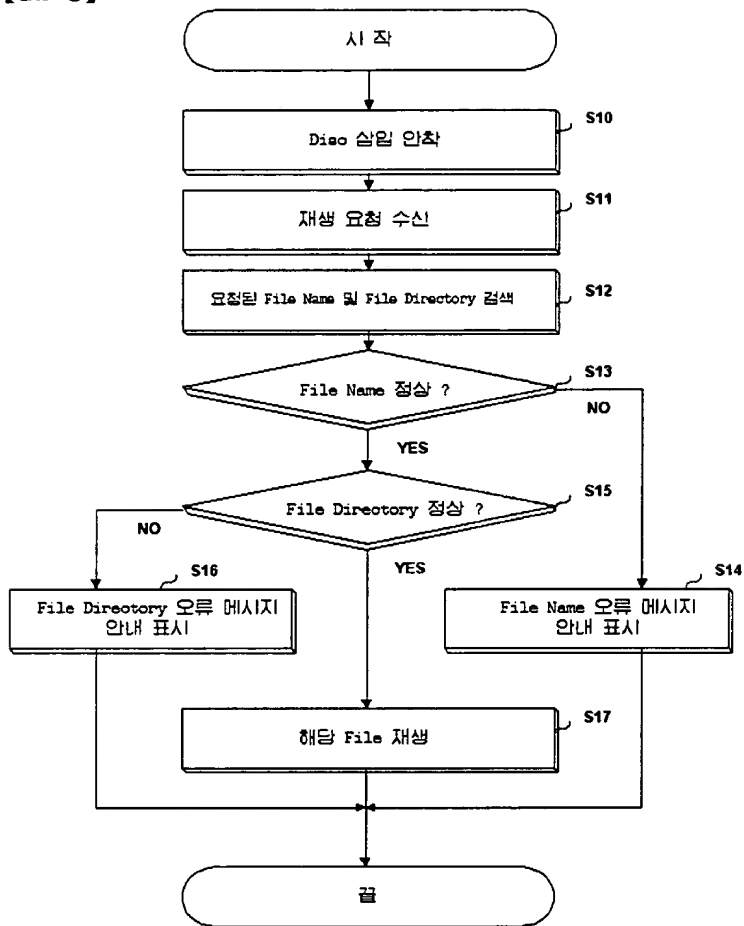 시 작
S10
Disc 삽입 안착
S11
재생 요청 수신
S12
요청된 File Name 및 File Directory 검색
S13
File Name 정상 ?
NO
YES
S15
File Directory 정상 ?
NO
YES
S16
File Directory 오류 메시지
안내 표시
S14
File Name 오류 메시지
안내 표시
S17
해당 File 재생
끝